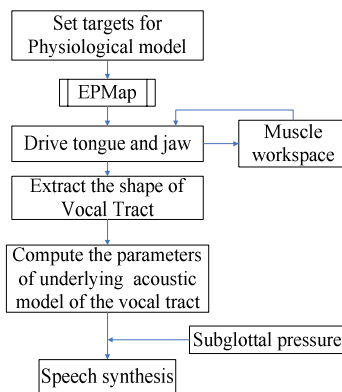 Set targets for
Physiological model
EPMap
Drive tongue and jaw
Muscle
workspace
Extract the shape of
Vocal Tract
Compute the parameters
of underlying acoustic
model of the vocal tract
Subglottal pressure
Speech synthesis